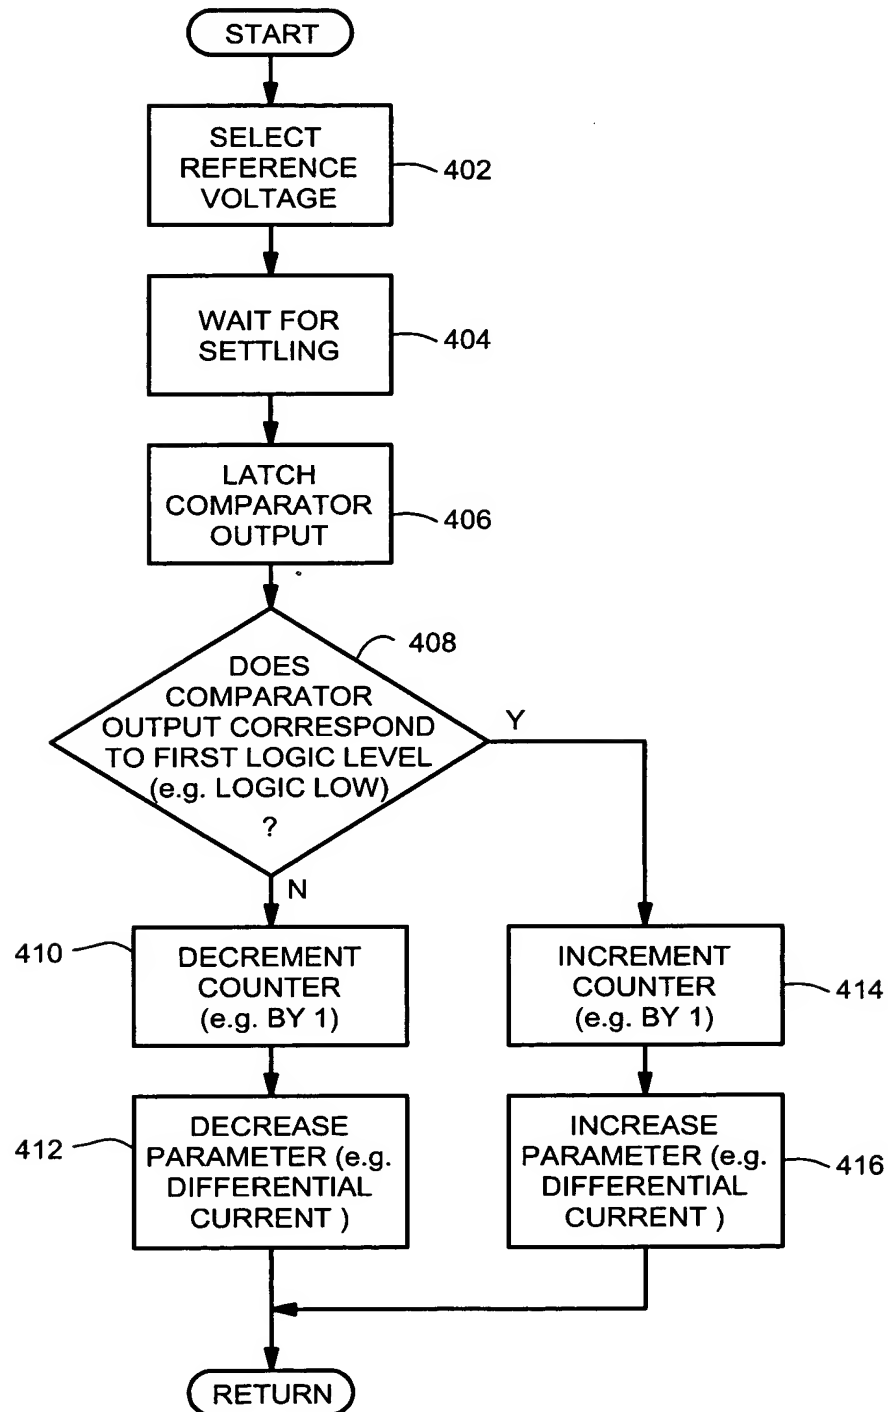 START
SELECT
REFERENCE
VOLTAGE
402
WAIT FOR
SETTLING
404
LATCH
COMPARATOR
OUTPUT
406
408
DOES
COMPARATOR
OUTPUT CORRESPOND
TO FIRST LOGIC LEVEL
(e.g. LOGIC LOW)
?
Y
N
410
DECREMENT
COUNTER
(e.g. BY 1)
INCREMENT
COUNTER
(e.g. BY 1)
414
412
DECREASE
PARAMETER (e.g.
DIFFERENTIAL
CURRENT )
INCREASE
PARAMETER (e.g.
DIFFERENTIAL
CURRENT )
416
RETURN